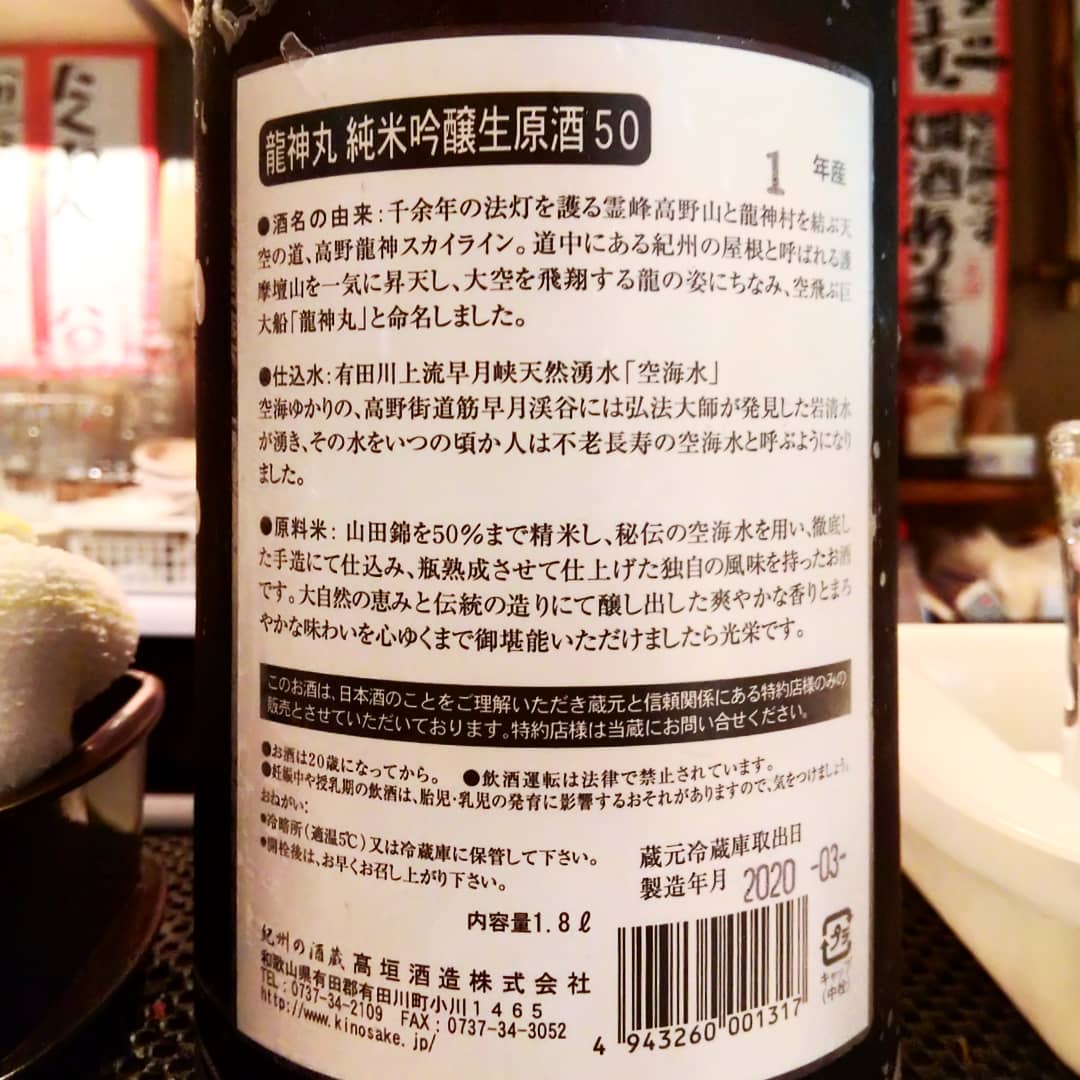 龍神丸 純米吟醸生原酒50
1 年産
●酒名の由来:千余年の法灯を護る霊峰高野山と龍神村を結ぶ天
空の道、高野龍神スカイライン。道中にある紀州の屋根と呼ばれる護
摩壇山を一気に昇天し、大空を飛翔する龍の姿にちなみ、空飛ぶ巨
大船「龍神丸」と命名しました。
●仕込水:有田川上流早月峡天然湧水「空海水」
空海ゆかりの、高野街道筋早月渓谷には弘法大師が発見した岩清水
が湧き、その水をいつの頃か人は不老長寿の空海水と呼ぶようになり
ました。
●原料米: 山田錦を50%まで精米し、秘伝の空海水を用い、徹底し
た手造にて仕込み、瓶熟成させて仕上げた独自の風味を持ったお酒
です。大自然の恵みと伝統の造りにて醸し出した爽やかな香りとまろ
やかな味わいを心ゆくまで御堪能いただけましたら光栄です。
このお酒は、日本酒のことをご理解いただき蔵元と信頼関係にある特約店様のみの
販売とさせていただいております。特約店様は当蔵にお問い合せください。
●お酒は20歳になってから。 ●飲酒運転は法律で禁止されています。
●妊娠中や授乳期の飲酒は、胎児・乳児の発育に影響するおそれがありますので、気をつけましょう。
おねがい:
●冷暗所(適温5℃)又は冷蔵庫に保管して下さい。
●開栓後は、お早くお召し上がり下さい。
蔵元冷蔵庫取出日
製造年月 2020 -03-
内容量1.8ℓ
紀州の酒蔵 高垣酒造株式会社
和歌山県有田郡有田川町小川1465
TEL:0737-34-2109 FAX:0737-34-3052
http://www.kinosake.jp/
4 943260 001317
プラ
キャップ
(中栓)